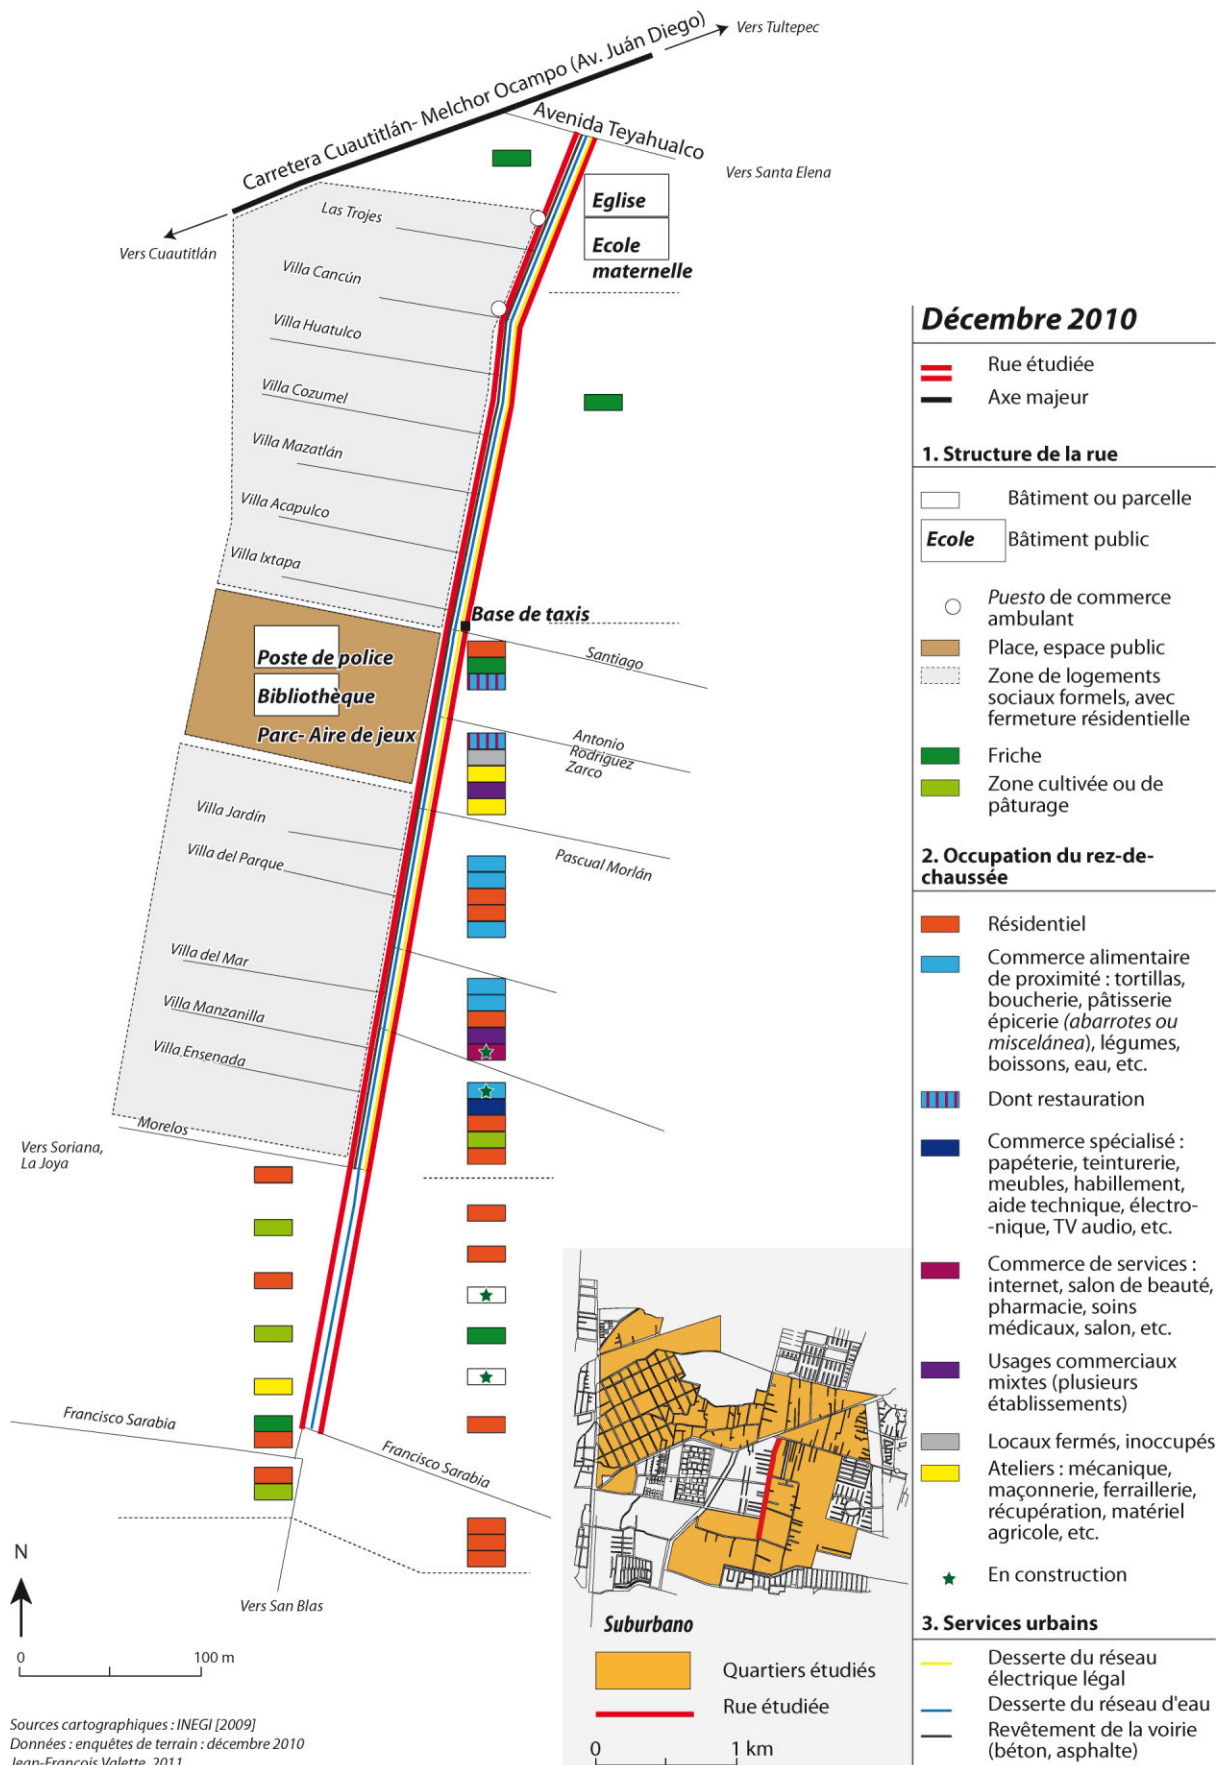 Carretera Cuautitlán- Melchor Ocampo (Av. Juán Diego)
Vers Tultepec
Avenida Teyahualco
Vers Santa Elena
Vers Cuautitlán
Eglise
Ecole
maternelle
Las Trojes
Villa Cancún
Villa Huatulco
Villa Cozumel
Villa Mazatlán
Villa Acapulco
Villa Ixtapa
Base de taxis
Santiago
Poste de police
Bibliothèque
Parc- Aire de jeux
Antonio
Rodriguez
Zarco
Villa Jardín
Villa del Parque
Pascual Morlán
Villa del Mar
Villa Manzanilla
Villa Ensenada
Morelos
Vers Soriana,
La Joya
Francisco Sarabia
Francisco Sarabia
Vers San Blas
N
0
100 m
Sources cartographiques : INEGI [2009]
Données : enquêtes de terrain : décembre 2010
Jean-François Valette, 2011
Suburbano
Quartiers étudiés
Rue étudiée
0
1 km
Décembre 2010
Rue étudiée
Axe majeur
1. Structure de la rue
Bâtiment ou parcelle
Ecole
Bâtiment public
Puesto de commerce
ambulant
Place, espace public
Zone de logements
sociaux formels, avec
fermeture résidentielle
Friche
Zone cultivée ou de
pâturage
2. Occupation du rez-de-
chaussée
Résidentiel
Commerce alimentaire
de proximité : tortillas,
boucherie, pâtisserie
épicerie (abarrotes ou
miscelánea), légumes,
boissons, eau, etc.
Dont restauration
Commerce spécialisé :
papéterie, teinturerie,
meubles, habillement,
aide technique, électro-
-nique, TV audio, etc.
Commerce de services :
internet, salon de beauté,
pharmacie, soins
médicaux, salon, etc.
Usages commerciaux
mixtes (plusieurs
établissements)
Locaux fermés, inoccupés
Ateliers : mécanique,
maçonnerie, ferraillerie,
récupération, matériel
agricole, etc.
En construction
3. Services urbains
Desserte du réseau
électrique légal
Desserte du réseau d'eau
Revêtement de la voirie
(béton, asphalte)